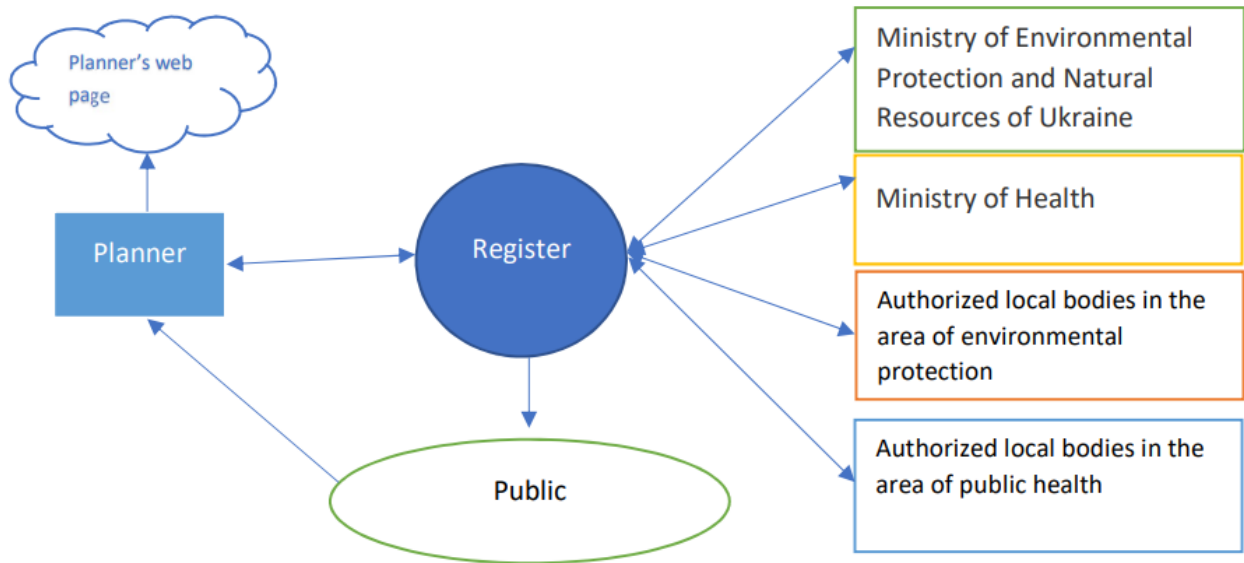 Planner's web
page
Planner
Register
Public
Ministry of Environmental
Protection and Natural
Resources of Ukraine
Ministry of Health
Authorized local bodies in the
area of environmental
protection
Authorized local bodies in the
area of public health